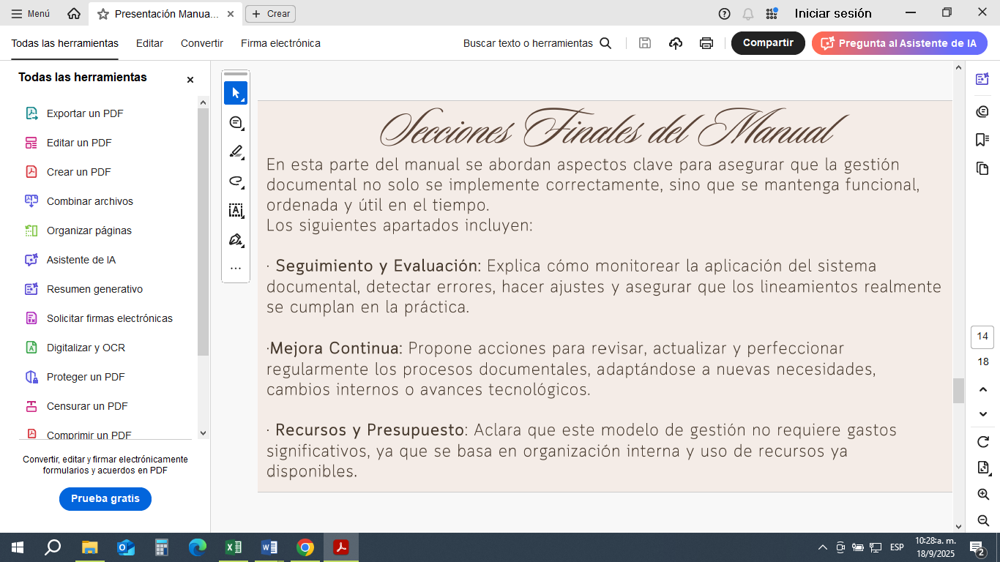 Menú
Presentación Manua...
Crear
Iniciar sesión
Todas las herramientas
Editar
Convertir
Firma electrónica
Buscar texto o herramientas
Compartir
Pregunta al Asistente de IA
Todas las herramientas
Exportar un PDF
Editar un PDF
Crear un PDF
Combinar archivos
Organizar páginas
Asistente de IA
Resumen generativo
Solicitar firmas electrónicas
Digitalizar y OCR
Proteger un PDF
Censurar un PDF
Comprimir un PDF
Convertir, editar y firmar electrónicamente
formularios y acuerdos en PDF
Prueba gratis
Secciones Finales del Manual
En esta parte del manual se abordan aspectos clave para asegurar que la gestión
documental no solo se implemente correctamente, sino que se mantenga funcional,
ordenada y útil en el tiempo.
Los siguientes apartados incluyen:
· Seguimiento y Evaluación: Explica cómo monitorear la aplicación del sistema
documental, detectar errores, hacer ajustes y asegurar que los lineamientos realmente
se cumplan en la práctica.
·Mejora Continua: Propone acciones para revisar, actualizar y perfeccionar
regularmente los procesos documentales, adaptándose a nuevas necesidades,
cambios internos o avances tecnológicos.
· Recursos y Presupuesto: Aclara que este modelo de gestión no requiere gastos
significativos, ya que se basa en organización interna y uso de recursos ya
disponibles.
14
18
ESP
10:28:a. m.
18/9/2025
2